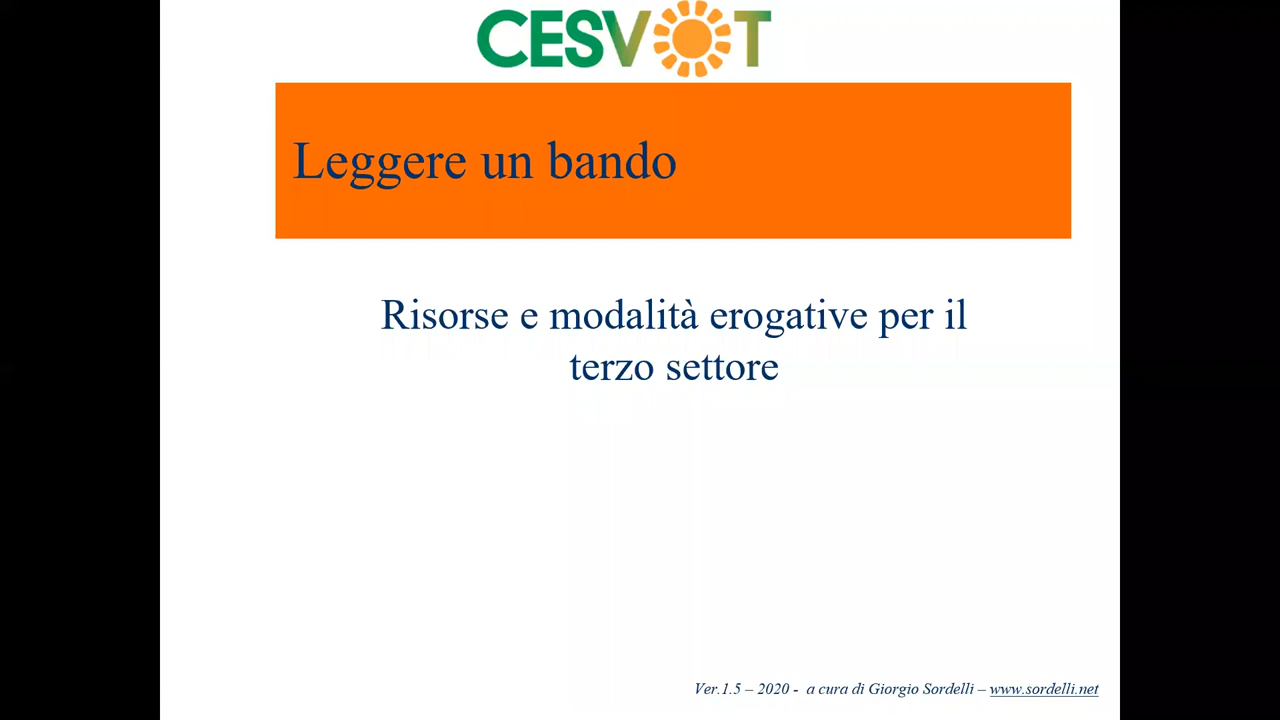 CESVOT
Leggere un bando
Risorse e modalità erogative per il
terzo settore
Ver.1.5 – 2020 - a cura di Giorgio Sordelli – www.sordelli.net